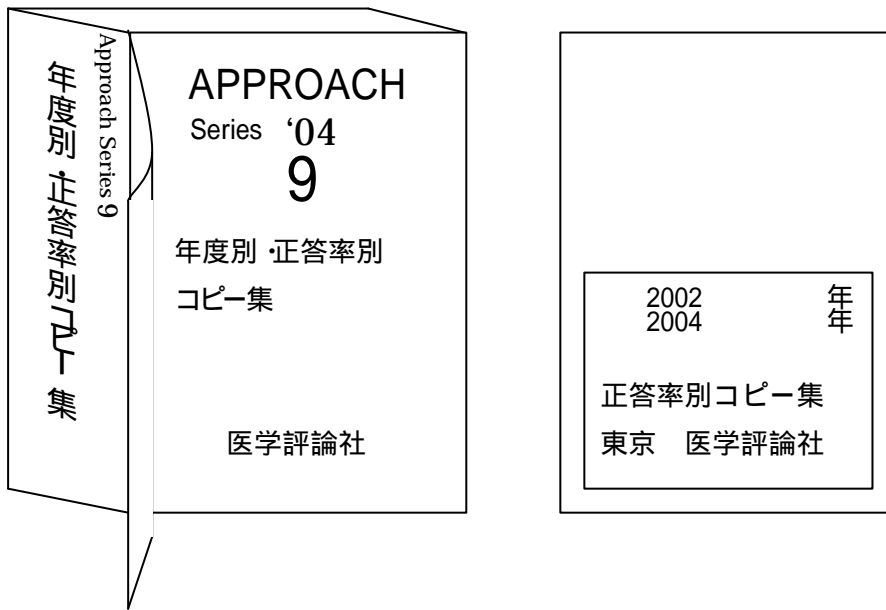 Approach Series 9
年度別・正答率別コピー集
APPROACH
Series ‘04
9
年度別・正答率別
コピー集
医学評論社
2002 年
2004 年
正答率別コピー集
東京 医学評論社